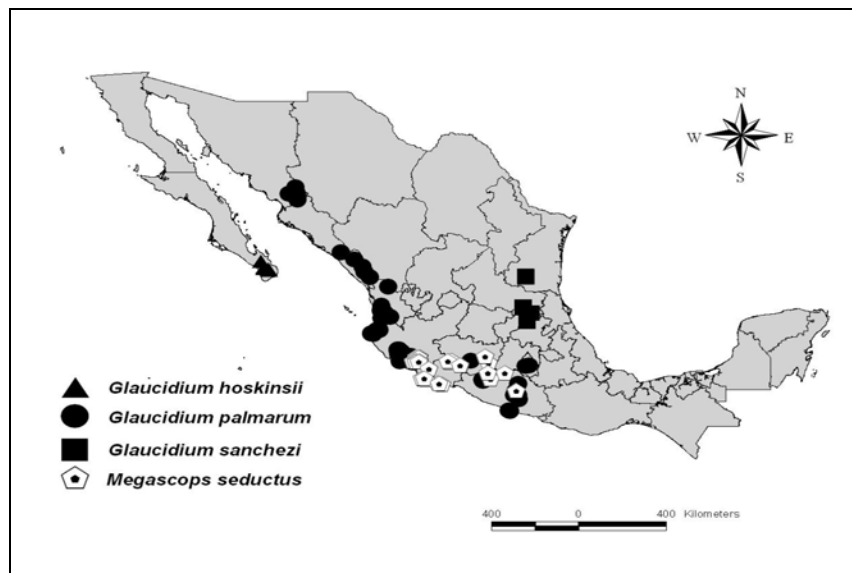 N
W E
S
Glaucidium hoskinsii
Glaucidium palmarum
Glaucidium sanchezi
Megascops seductus
400 0 400 Kilometers